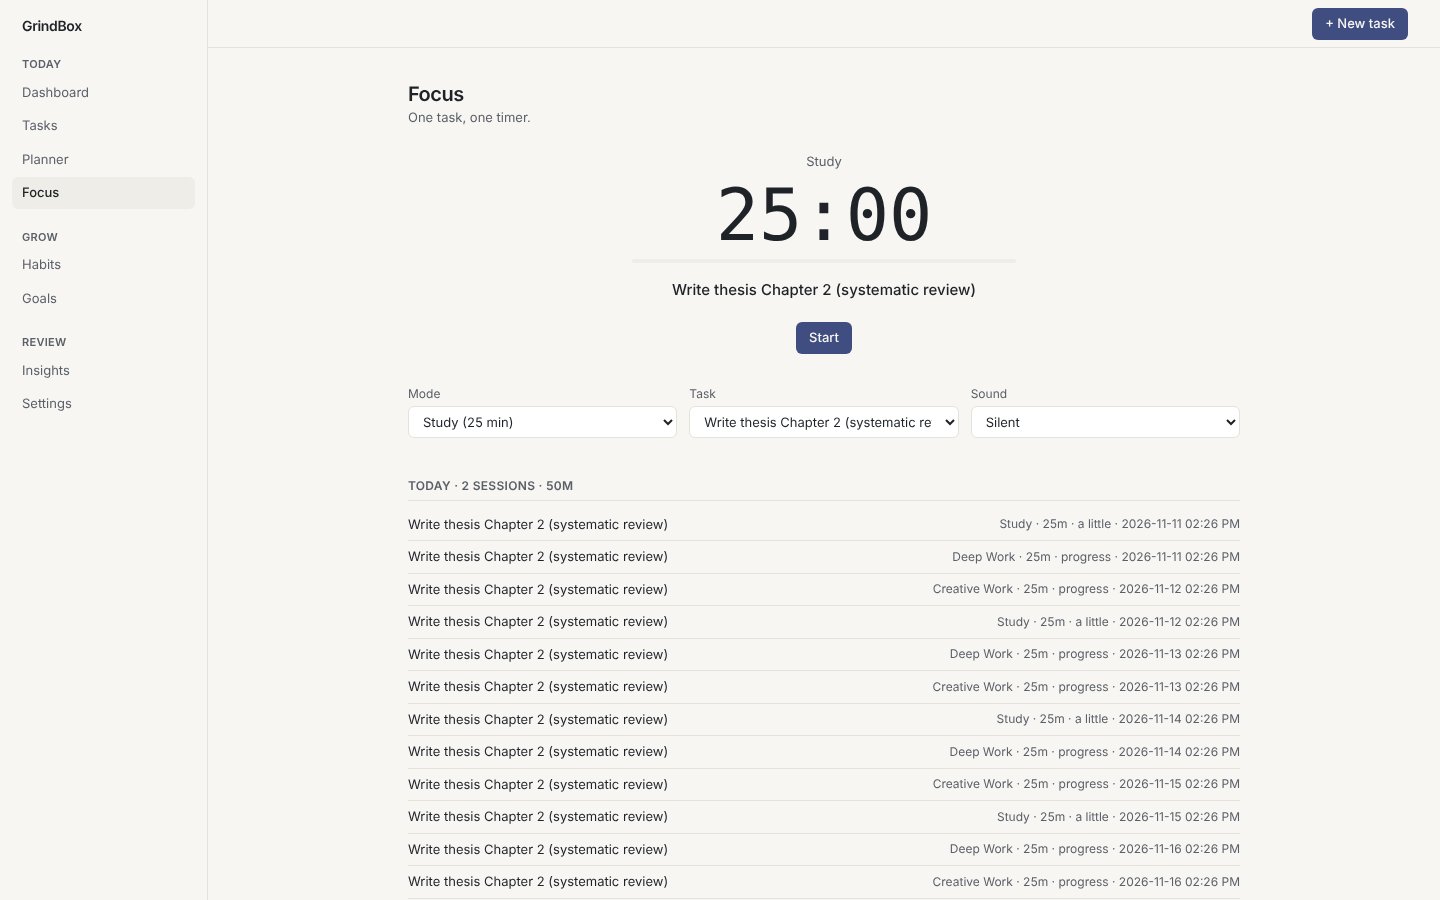 GrindBox
+ New task
TODAY
Dashboard
Tasks
Planner
Focus
GROW
Habits
Goals
REVIEW
Insights
Settings
Focus
One task, one timer.
Study
25:00
Write thesis Chapter 2 (systematic review)
Start
Mode
Task
Sound
Study (25 min)
Write thesis Chapter 2 (systematic re
Silent
TODAY · 2 SESSIONS · 50M
Write thesis Chapter 2 (systematic review) Study · 25m · a little · 2026-11-11 02:26 PM
Write thesis Chapter 2 (systematic review) Deep Work · 25m · progress · 2026-11-11 02:26 PM
Write thesis Chapter 2 (systematic review) Creative Work · 25m · progress · 2026-11-12 02:26 PM
Write thesis Chapter 2 (systematic review) Study · 25m · a little · 2026-11-12 02:26 PM
Write thesis Chapter 2 (systematic review) Deep Work · 25m · progress · 2026-11-13 02:26 PM
Write thesis Chapter 2 (systematic review) Creative Work · 25m · progress · 2026-11-13 02:26 PM
Write thesis Chapter 2 (systematic review) Study · 25m · a little · 2026-11-14 02:26 PM
Write thesis Chapter 2 (systematic review) Deep Work · 25m · progress · 2026-11-14 02:26 PM
Write thesis Chapter 2 (systematic review) Creative Work · 25m · progress · 2026-11-15 02:26 PM
Write thesis Chapter 2 (systematic review) Study · 25m · a little · 2026-11-15 02:26 PM
Write thesis Chapter 2 (systematic review) Deep Work · 25m · progress · 2026-11-16 02:26 PM
Write thesis Chapter 2 (systematic review) Creative Work · 25m · progress · 2026-11-16 02:26 PM